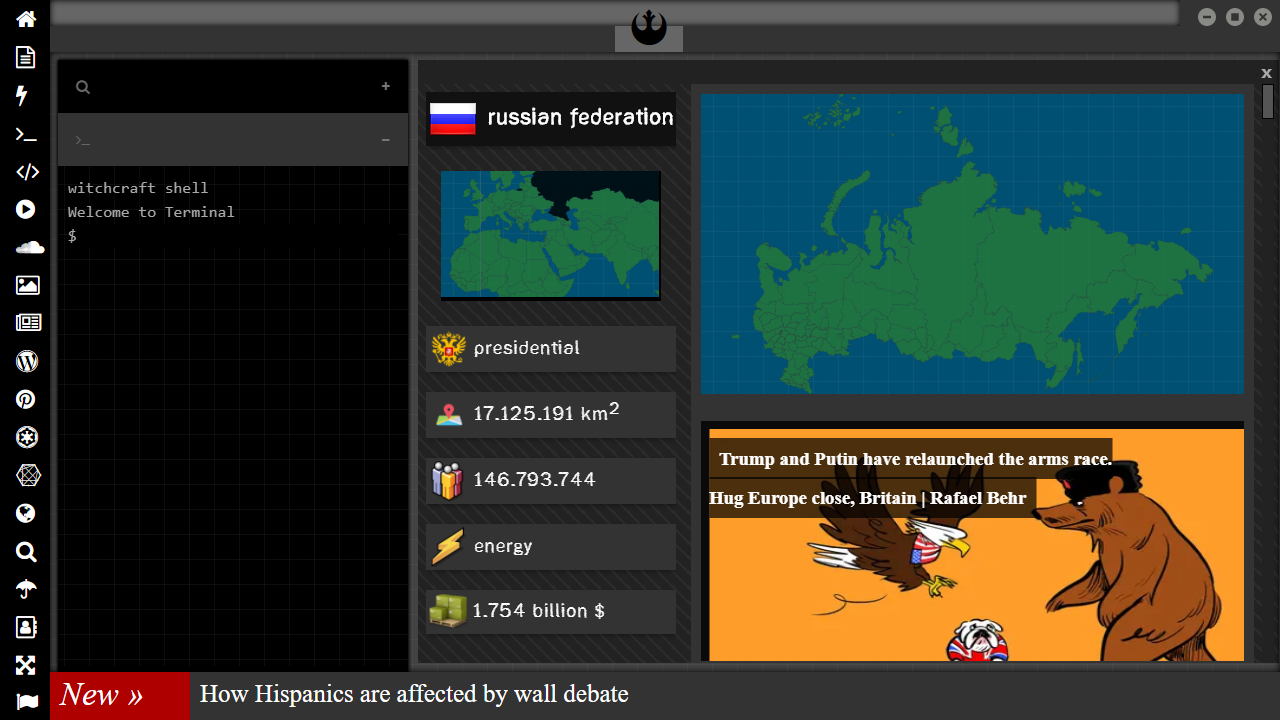 x
+
>_
−
witchcraft shell
Welcome to Terminal
$
russian federation
presidential
17.125.191 km²
146.793.744
energy
1.754 billion $
Trump and Putin have relaunched the arms race.
Hug Europe close, Britain | Rafael Behr
New »
How Hispanics are affected by wall debate